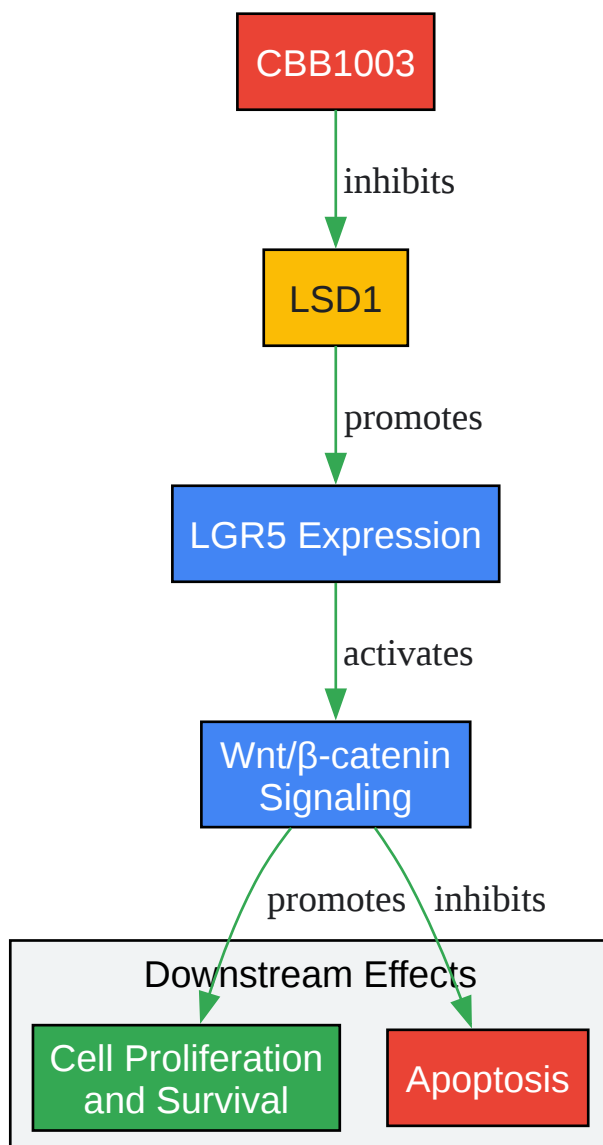 CBB1003
inhibits
LSD1
promotes
LGR5 Expression
activates
Wnt/β-catenin
Signaling
promotes
inhibits
Downstream Effects
Cell Proliferation
and Survival
Apoptosis